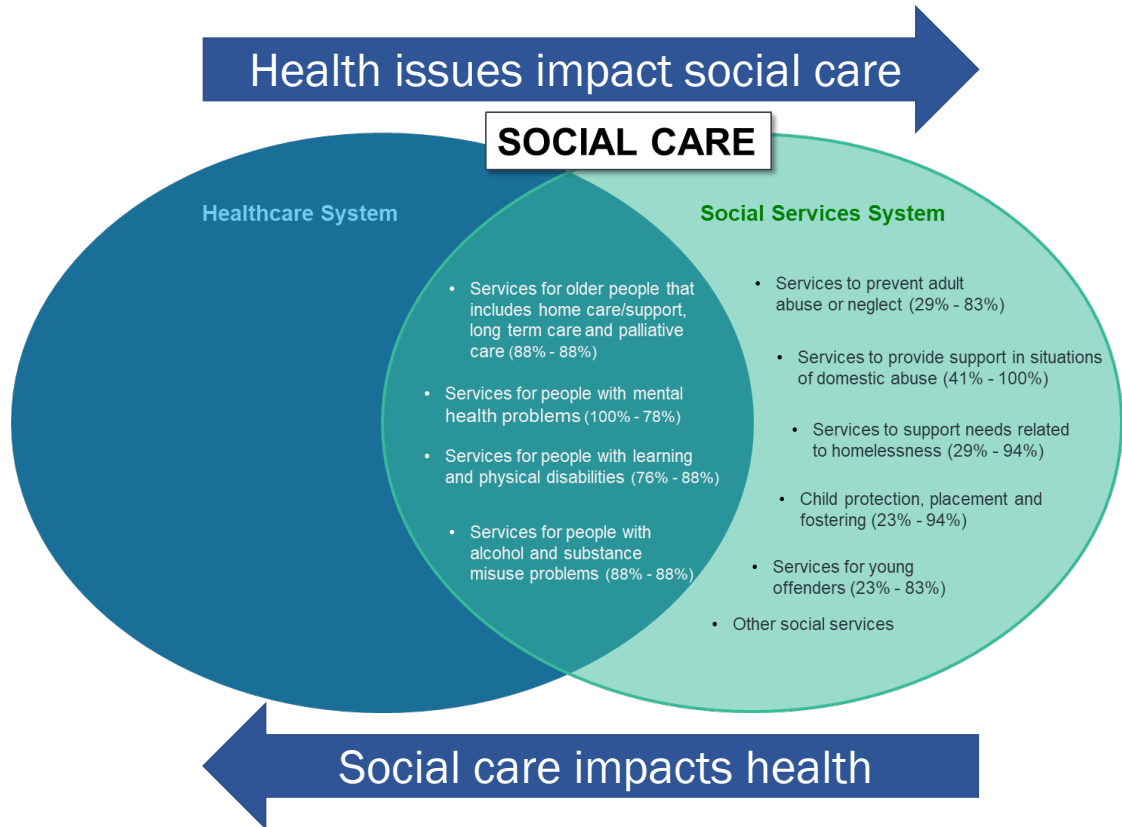 Health issues impact social care
SOCIAL CARE
Healthcare System
Social Services System
• Services for older people that
includes home care/support,
long term care and palliative
care (88% - 88%)
• Services for people with mental
health problems (100% - 78%)
• Services for people with learning
and physical disabilities (76% - 88%)
• Services for people with
alcohol and substance
misuse problems (88% - 88%)
• Services to prevent adult
abuse or neglect (29% - 83%)
• Services to provide support in situations
of domestic abuse (41% - 100%)
• Services to support needs related
to homelessness (29% - 94%)
• Child protection, placement and
fostering (23% - 94%)
• Services for young
offenders (23% - 83%)
• Other social services
Social care impacts health